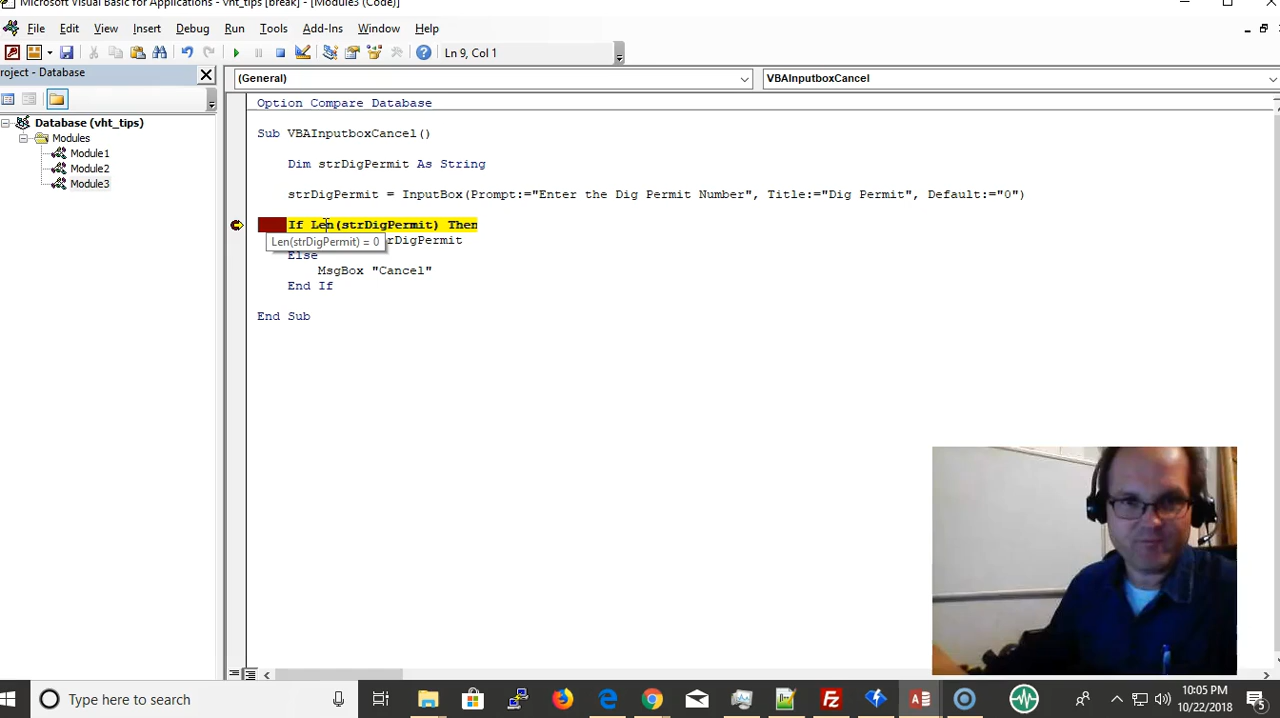 Microsoft Visual Basic for Applications - vht_tips [break] - [Module3 (Code)]
File Edit View Insert Format Debug Run Tools Add-Ins Window Help
Ln 9, Col 1
roject - Database
(General)
VBAInputboxCancel
Database (vht_tips)
Modules
Module1
Module2
Module3
Option Compare Database
Sub VBAInputboxCancel()
Dim strDigPermit As String
strDigPermit = InputBox(Prompt:="Enter the Dig Permit Number", Title:="Dig Permit", Default:="0")
If Len(strDigPermit) Then
Len(strDigPermit) = 0
rDigPermit
Else
MsgBox "Cancel"
End If
End Sub
Type here to search
10:05 PM
10/22/2018
5